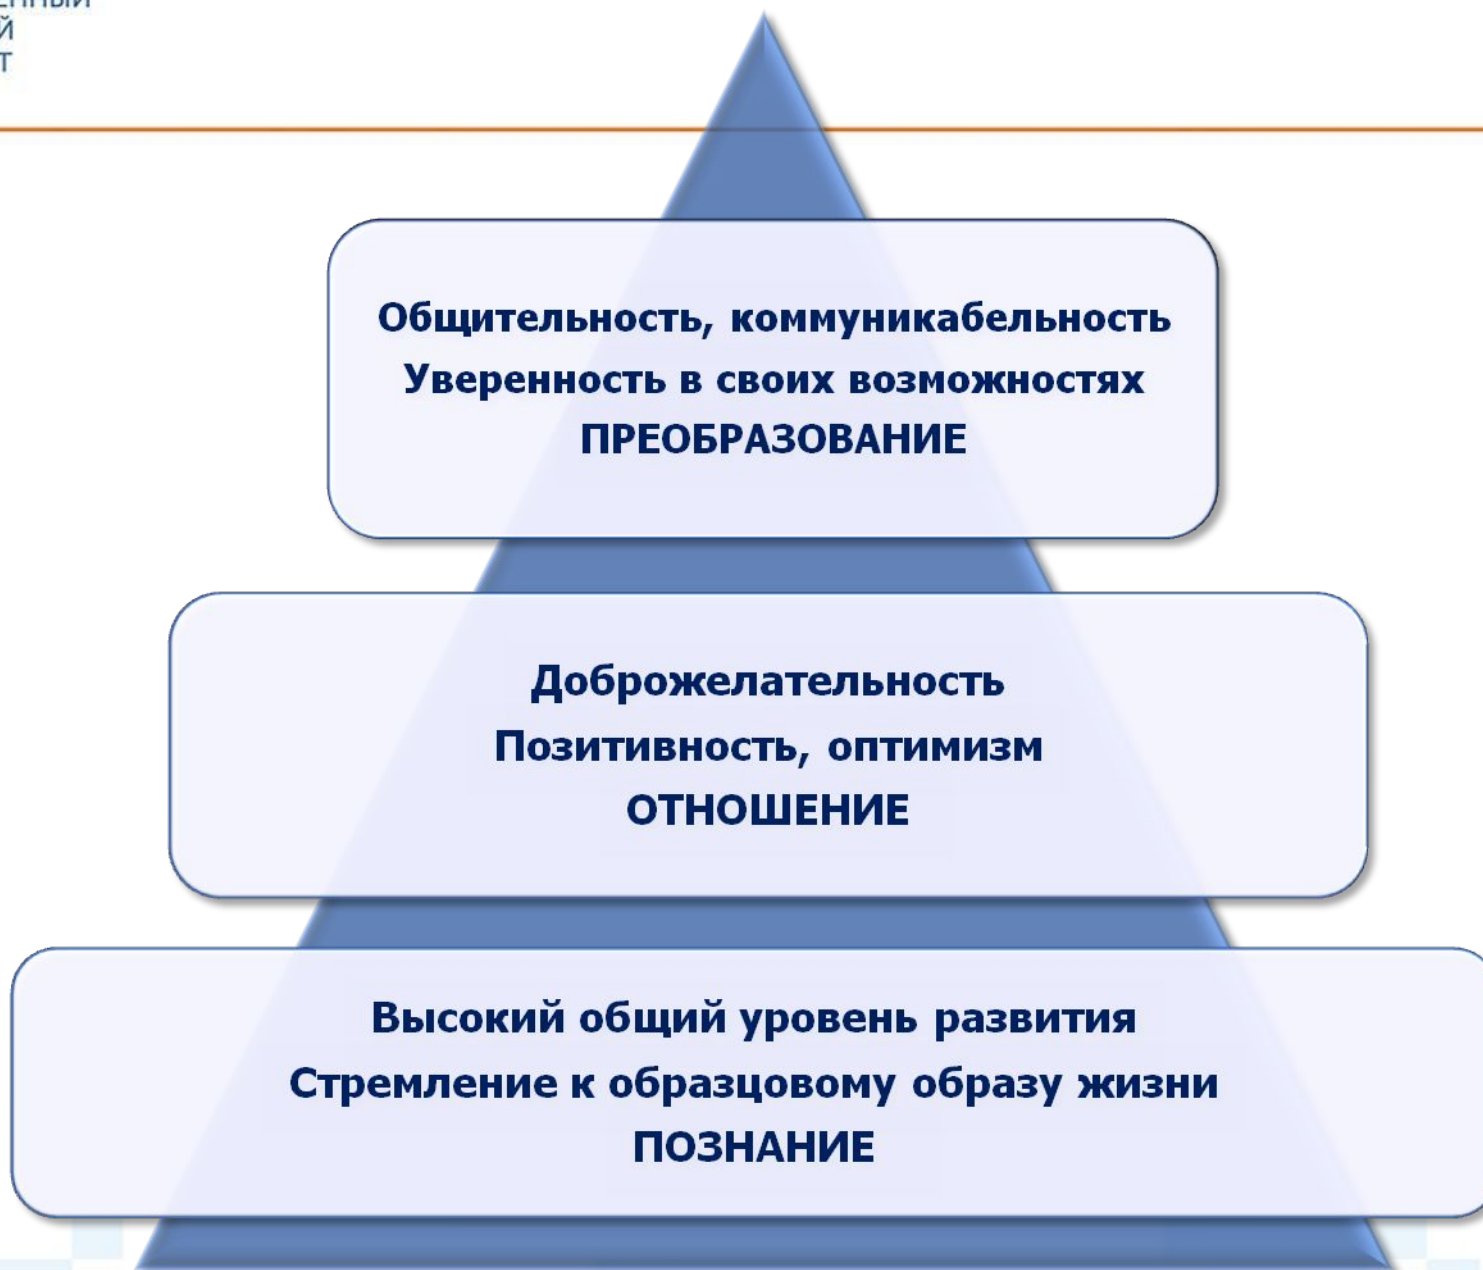 Общительность, коммуникабельность
Уверенность в своих возможностях
ПРЕОБРАЗОВАНИЕ
Доброжелательность
Позитивность, оптимизм
ОТНОШЕНИЕ
Высокий общий уровень развития
Стремление к образцовому образу жизни
ПОЗНАНИЕ